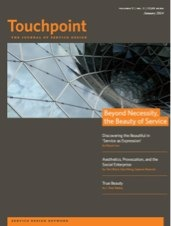 Touchpoint
THE JOURNAL OF SERVICE DESIGN
Beyond Necessity,
the Beauty of Service
Discovering the Beautiful in
'Service as Expression'
Aesthetics, Provocation, and the
Social Enterprise
True Beauty
SERVICE DESIGN NETWORK